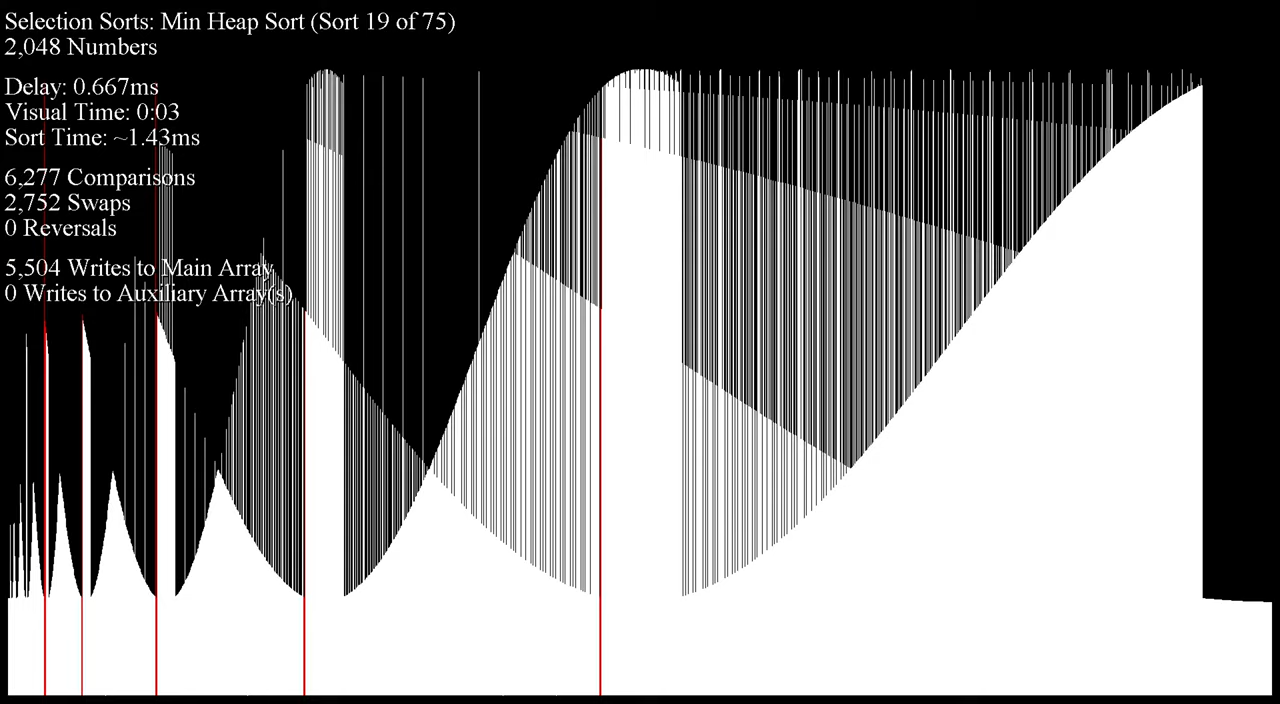 Selection Sorts: Min Heap Sort (Sort 19 of 75)
2,048 Numbers
Delay: 0.667ms
Visual Time: 0:03
Sort Time: ~1.43ms
6,277 Comparisons
2,752 Swaps
0 Reversals
5,504 Writes to Main Array
0 Writes to Auxiliary Array(s)